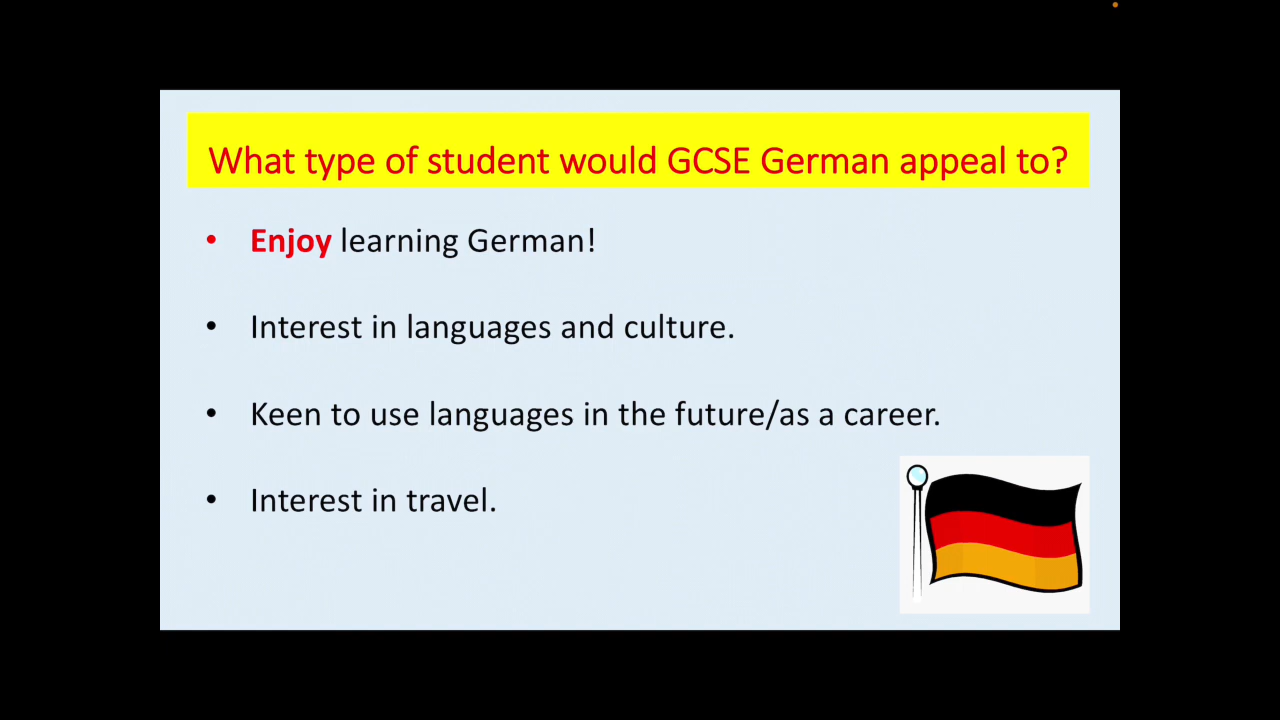 What type of student would GCSE German appeal to?
• Enjoy learning German!
• Interest in languages and culture.
• Keen to use languages in the future/as a career.
• Interest in travel.